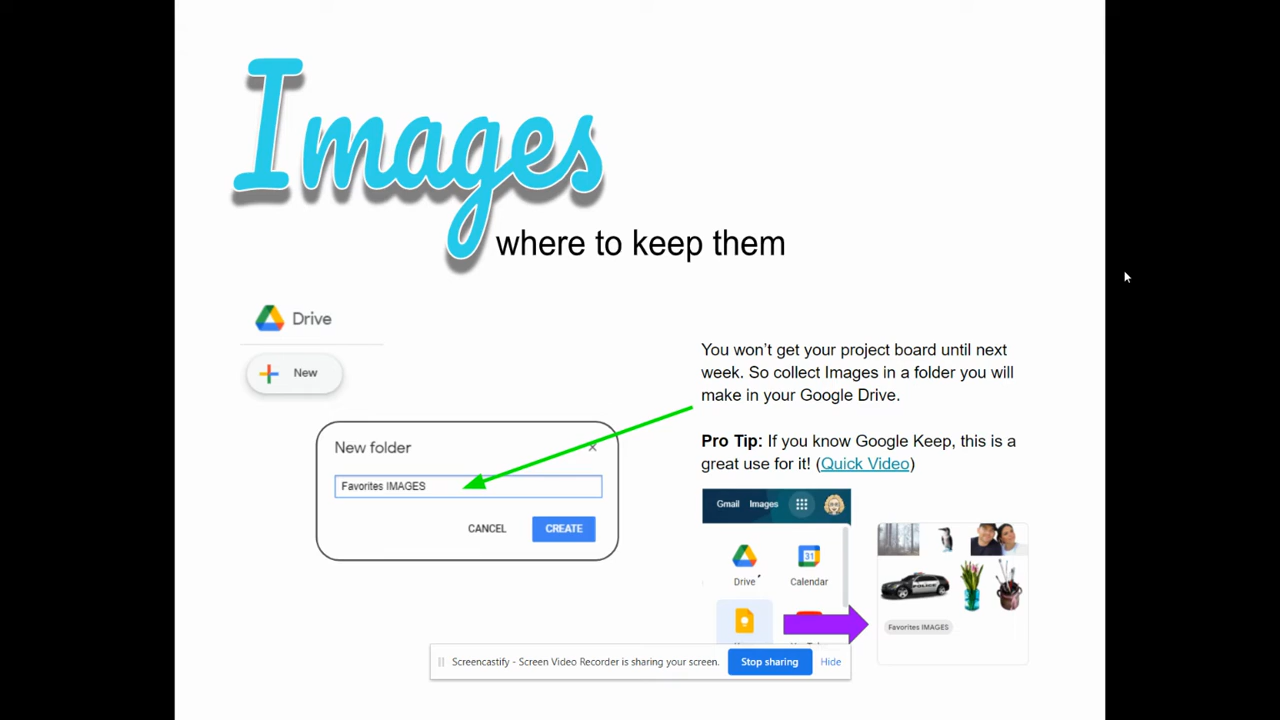 Images
where to keep them
Drive
New
You won't get your project board until next
week. So collect Images in a folder you will
make in your Google Drive.
New folder
Favorites IMAGES
CANCEL
CREATE
Pro Tip: If you know Google Keep, this is a
great use for it! (Quick Video)
Gmail Images
31
Drive Calendar
POLICE
Favorites IMAGES
Screencastify - Screen Video Recorder is sharing your screen.
Stop sharing
Hide